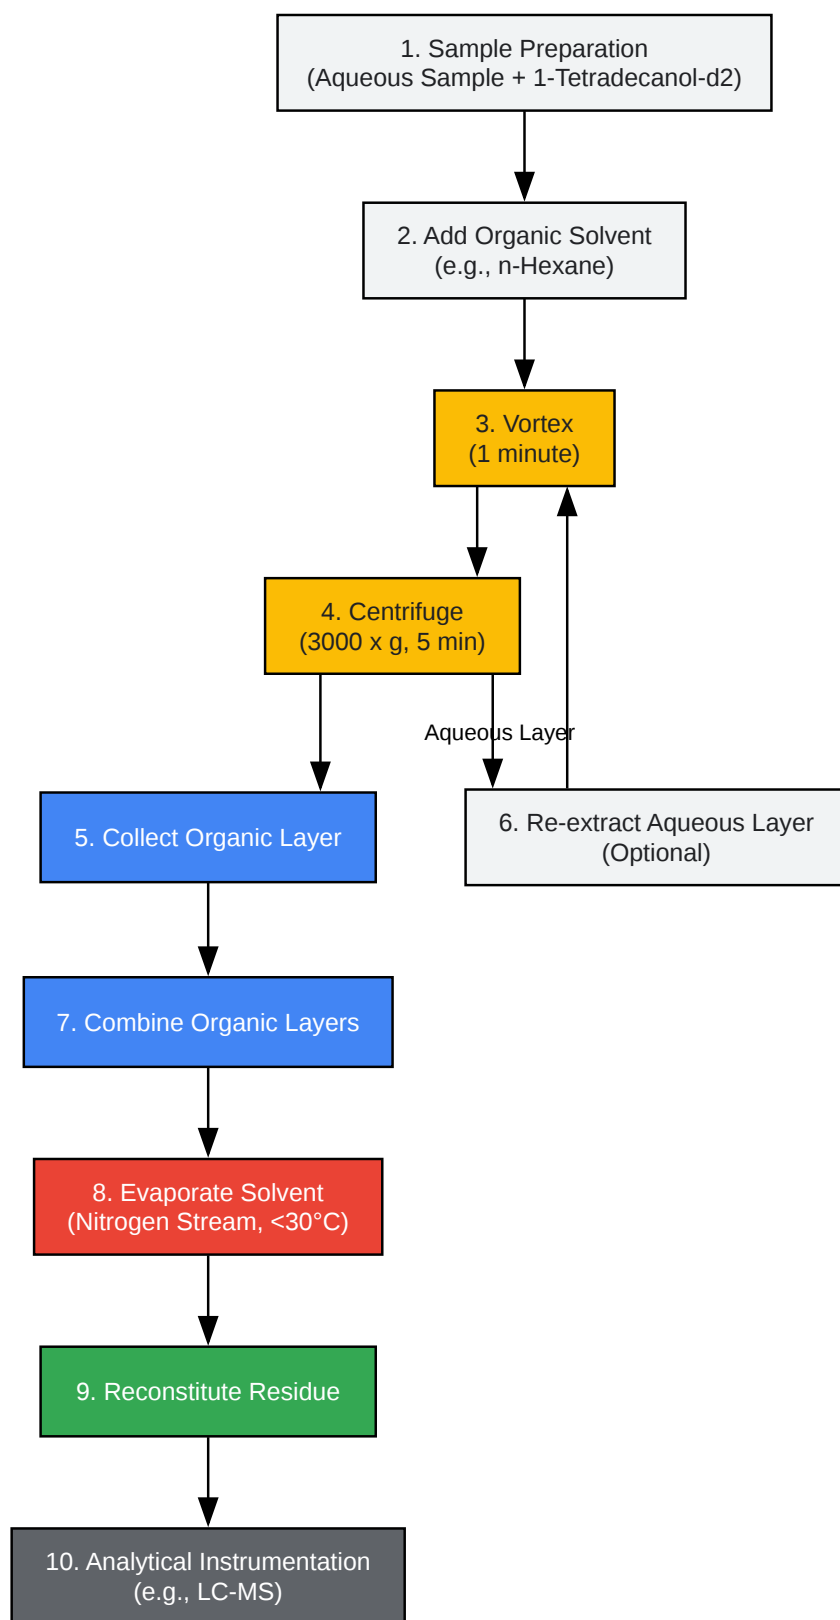 1. Sample Preparation
(Aqueous Sample + 1-Tetradecanol-d2)
2. Add Organic Solvent
(e.g., n-Hexane)
3. Vortex
(1 minute)
4. Centrifuge
(3000 x g, 5 min)
Aqueous Layer
5. Collect Organic Layer
6. Re-extract Aqueous Layer
(Optional)
7. Combine Organic Layers
8. Evaporate Solvent
(Nitrogen Stream, <30°C)
9. Reconstitute Residue
10. Analytical Instrumentation
(e.g., LC-MS)